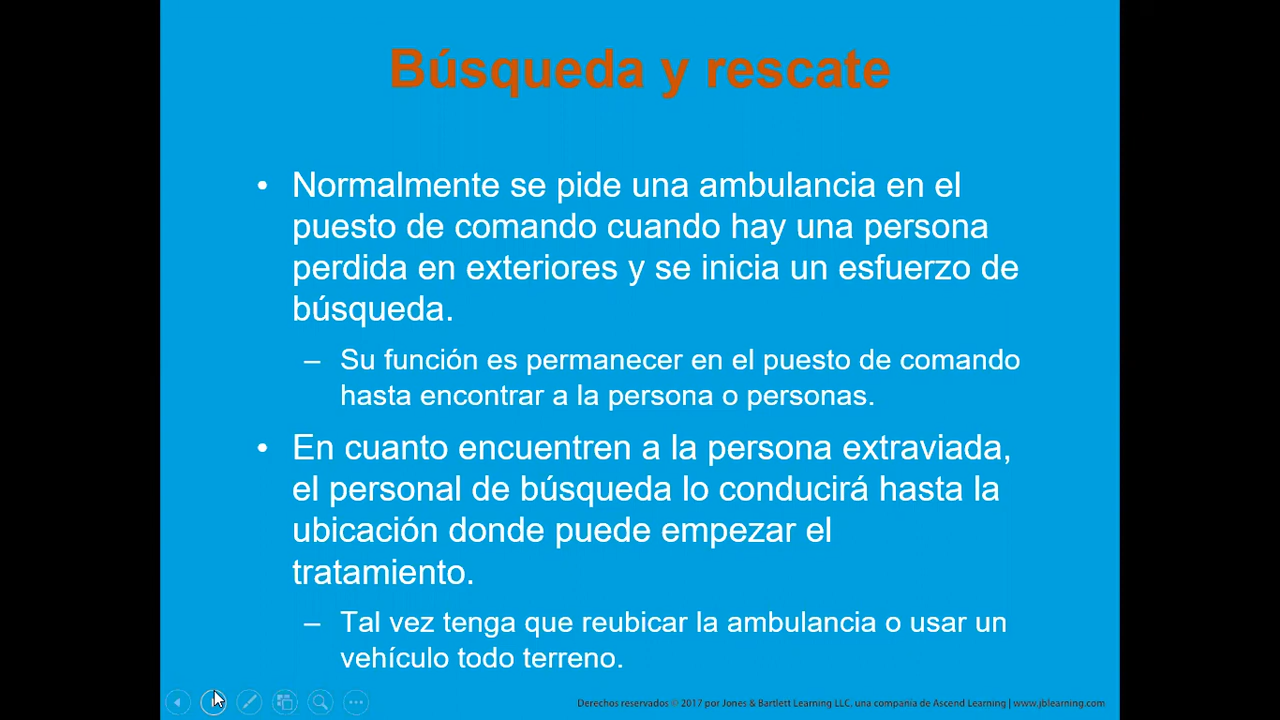 Búsqueda y rescate
• Normalmente se pide una ambulancia en el
puesto de comando cuando hay una persona
perdida en exteriores y se inicia un esfuerzo de
búsqueda.
– Su función es permanecer en el puesto de comando
hasta encontrar a la persona o personas.
• En cuanto encuentren a la persona extraviada,
el personal de búsqueda lo conducirá hasta la
ubicación donde puede empezar el
tratamiento.
– Tal vez tenga que reubicar la ambulancia o usar un
vehículo todo terreno.
Derechos reservados © 2017 por Jones & Bartlett Learning LLC. una compania de Ascend Learning | www.jblearning.com